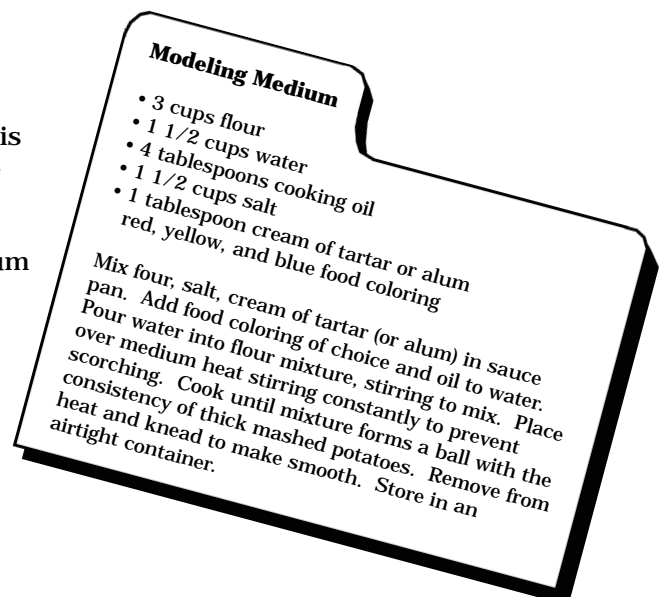 is
um
Modeling Medium
• 3 cups flour
• 1 1/2 cups water
• 4 tablespoons cooking oil
• 1 1/2 cups salt
• 1 tablespoon cream of tartar or alum
red, yellow, and blue food coloring
Mix four, salt, cream of tartar (or alum) in sauce
pan. Add food coloring of choice and oil to water.
Pour water into flour mixture, stirring to mix. Place
over medium heat stirring constantly to prevent
scorching. Cook until mixture forms a ball with the
consistency of thick mashed potatoes. Remove from
heat and knead to make smooth. Store in an
airtight container.